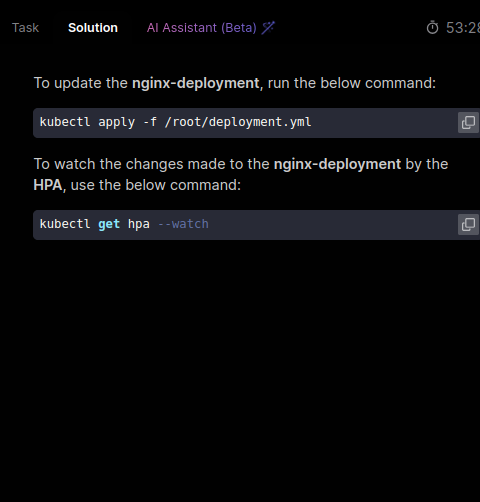 Task Solution AI Assistant (Beta) 53:28
To update the nginx-deployment, run the below command:
kubectl apply -f /root/deployment.yml
To watch the changes made to the nginx-deployment by the
HPA, use the below command:
kubectl get hpa --watch